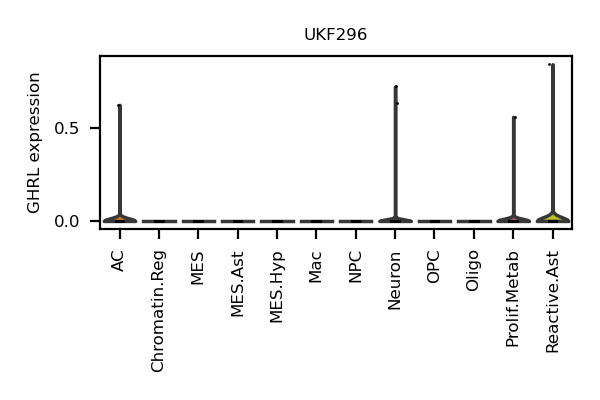 UKF296
GHRL expression
0.5
0.0
AC
Chromatin.Reg
MES
MES.Ast
MES.Hyp
Mac
NPC
Neuron
OPC
Oligo
Prolif.Metab
Reactive.Ast